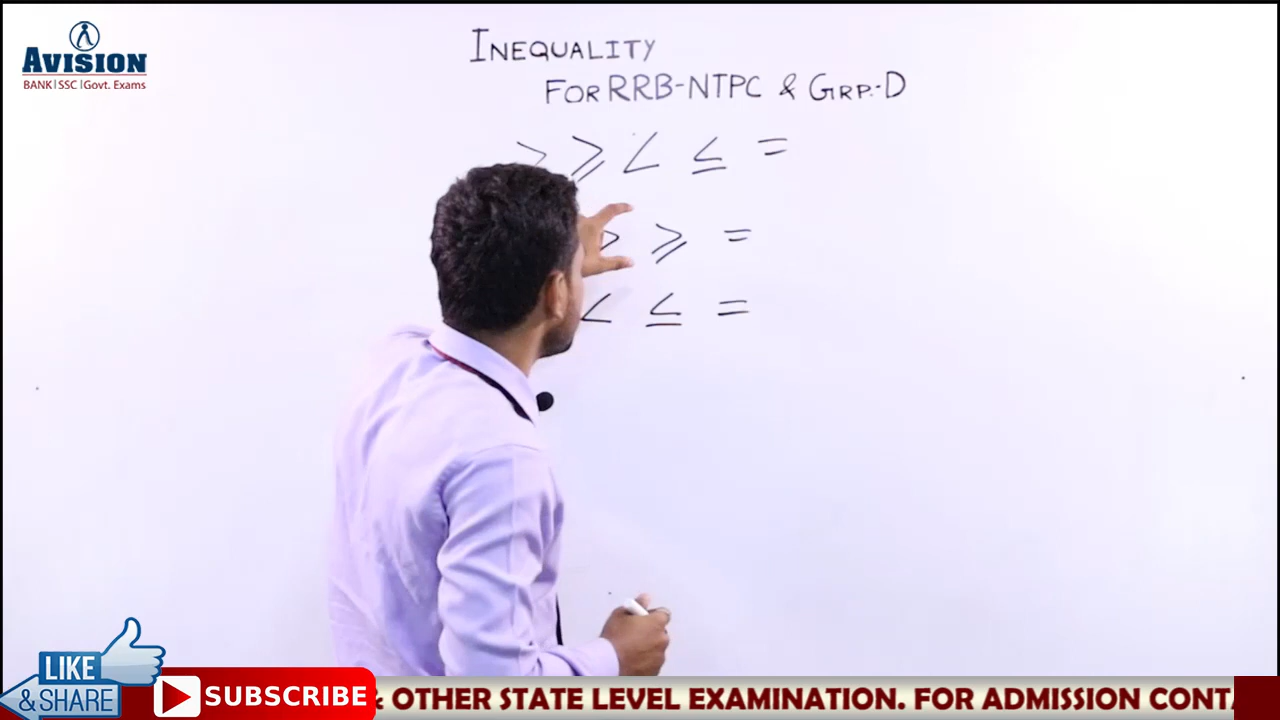 AVISION
BANK | SSC | Govt. Exams
INEQUALITY
FOR RRB-NTPC & GRP.-D
> ≥ < ≤ =
> ≥ =
< ≤ =
LIKE
& SHARE
SUBSCRIBE
& OTHER STATE LEVEL EXAMINATION. FOR ADMISSION CONTA